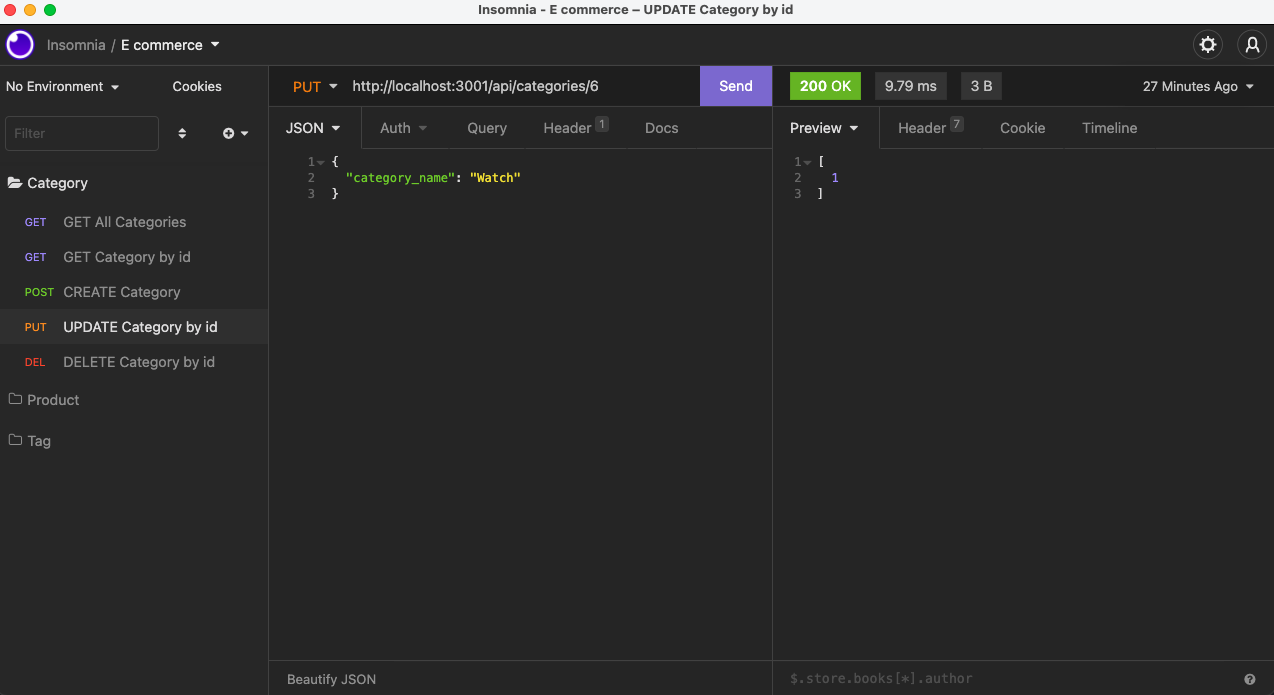 Insomnia - E commerce – UPDATE Category by id
Insomnia / E commerce
No Environment Cookies
PUT http://localhost:3001/api/categories/6 Send
200 OK 9.79 ms 3 B 27 Minutes Ago
Filter
JSON Auth Query Header 1 Docs
Preview Header 7 Cookie Timeline
Category
GET GET All Categories
GET GET Category by id
POST CREATE Category
PUT UPDATE Category by id
DEL DELETE Category by id
Product
Tag
1 {
2 "category_name": "Watch"
3 }
1 [
2 1
3 ]
Beautify JSON
$.store.books[*].author